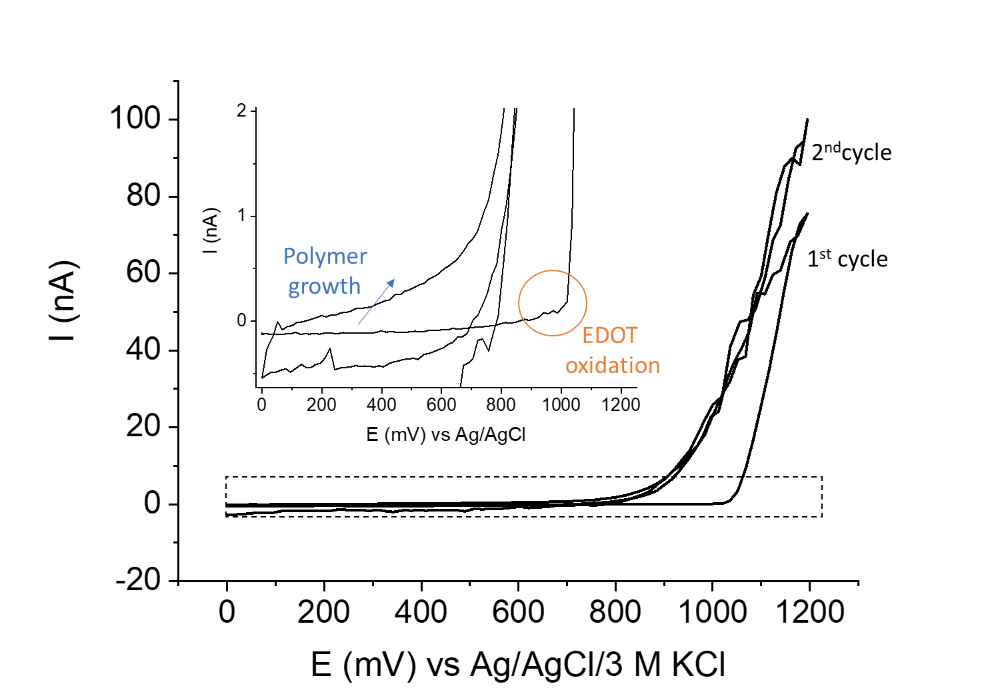 100
80
60
40
20
0
-20
I (nA)
0 200 400 600 800 1000 1200
E (mV) vs Ag/AgCl/3 M KCl
2nd cycle
1st cycle
2
1
0
I (nA)
0 200 400 600 800 1000 1200
E (mV) vs Ag/AgCl
Polymer
growth
EDOT
oxidation